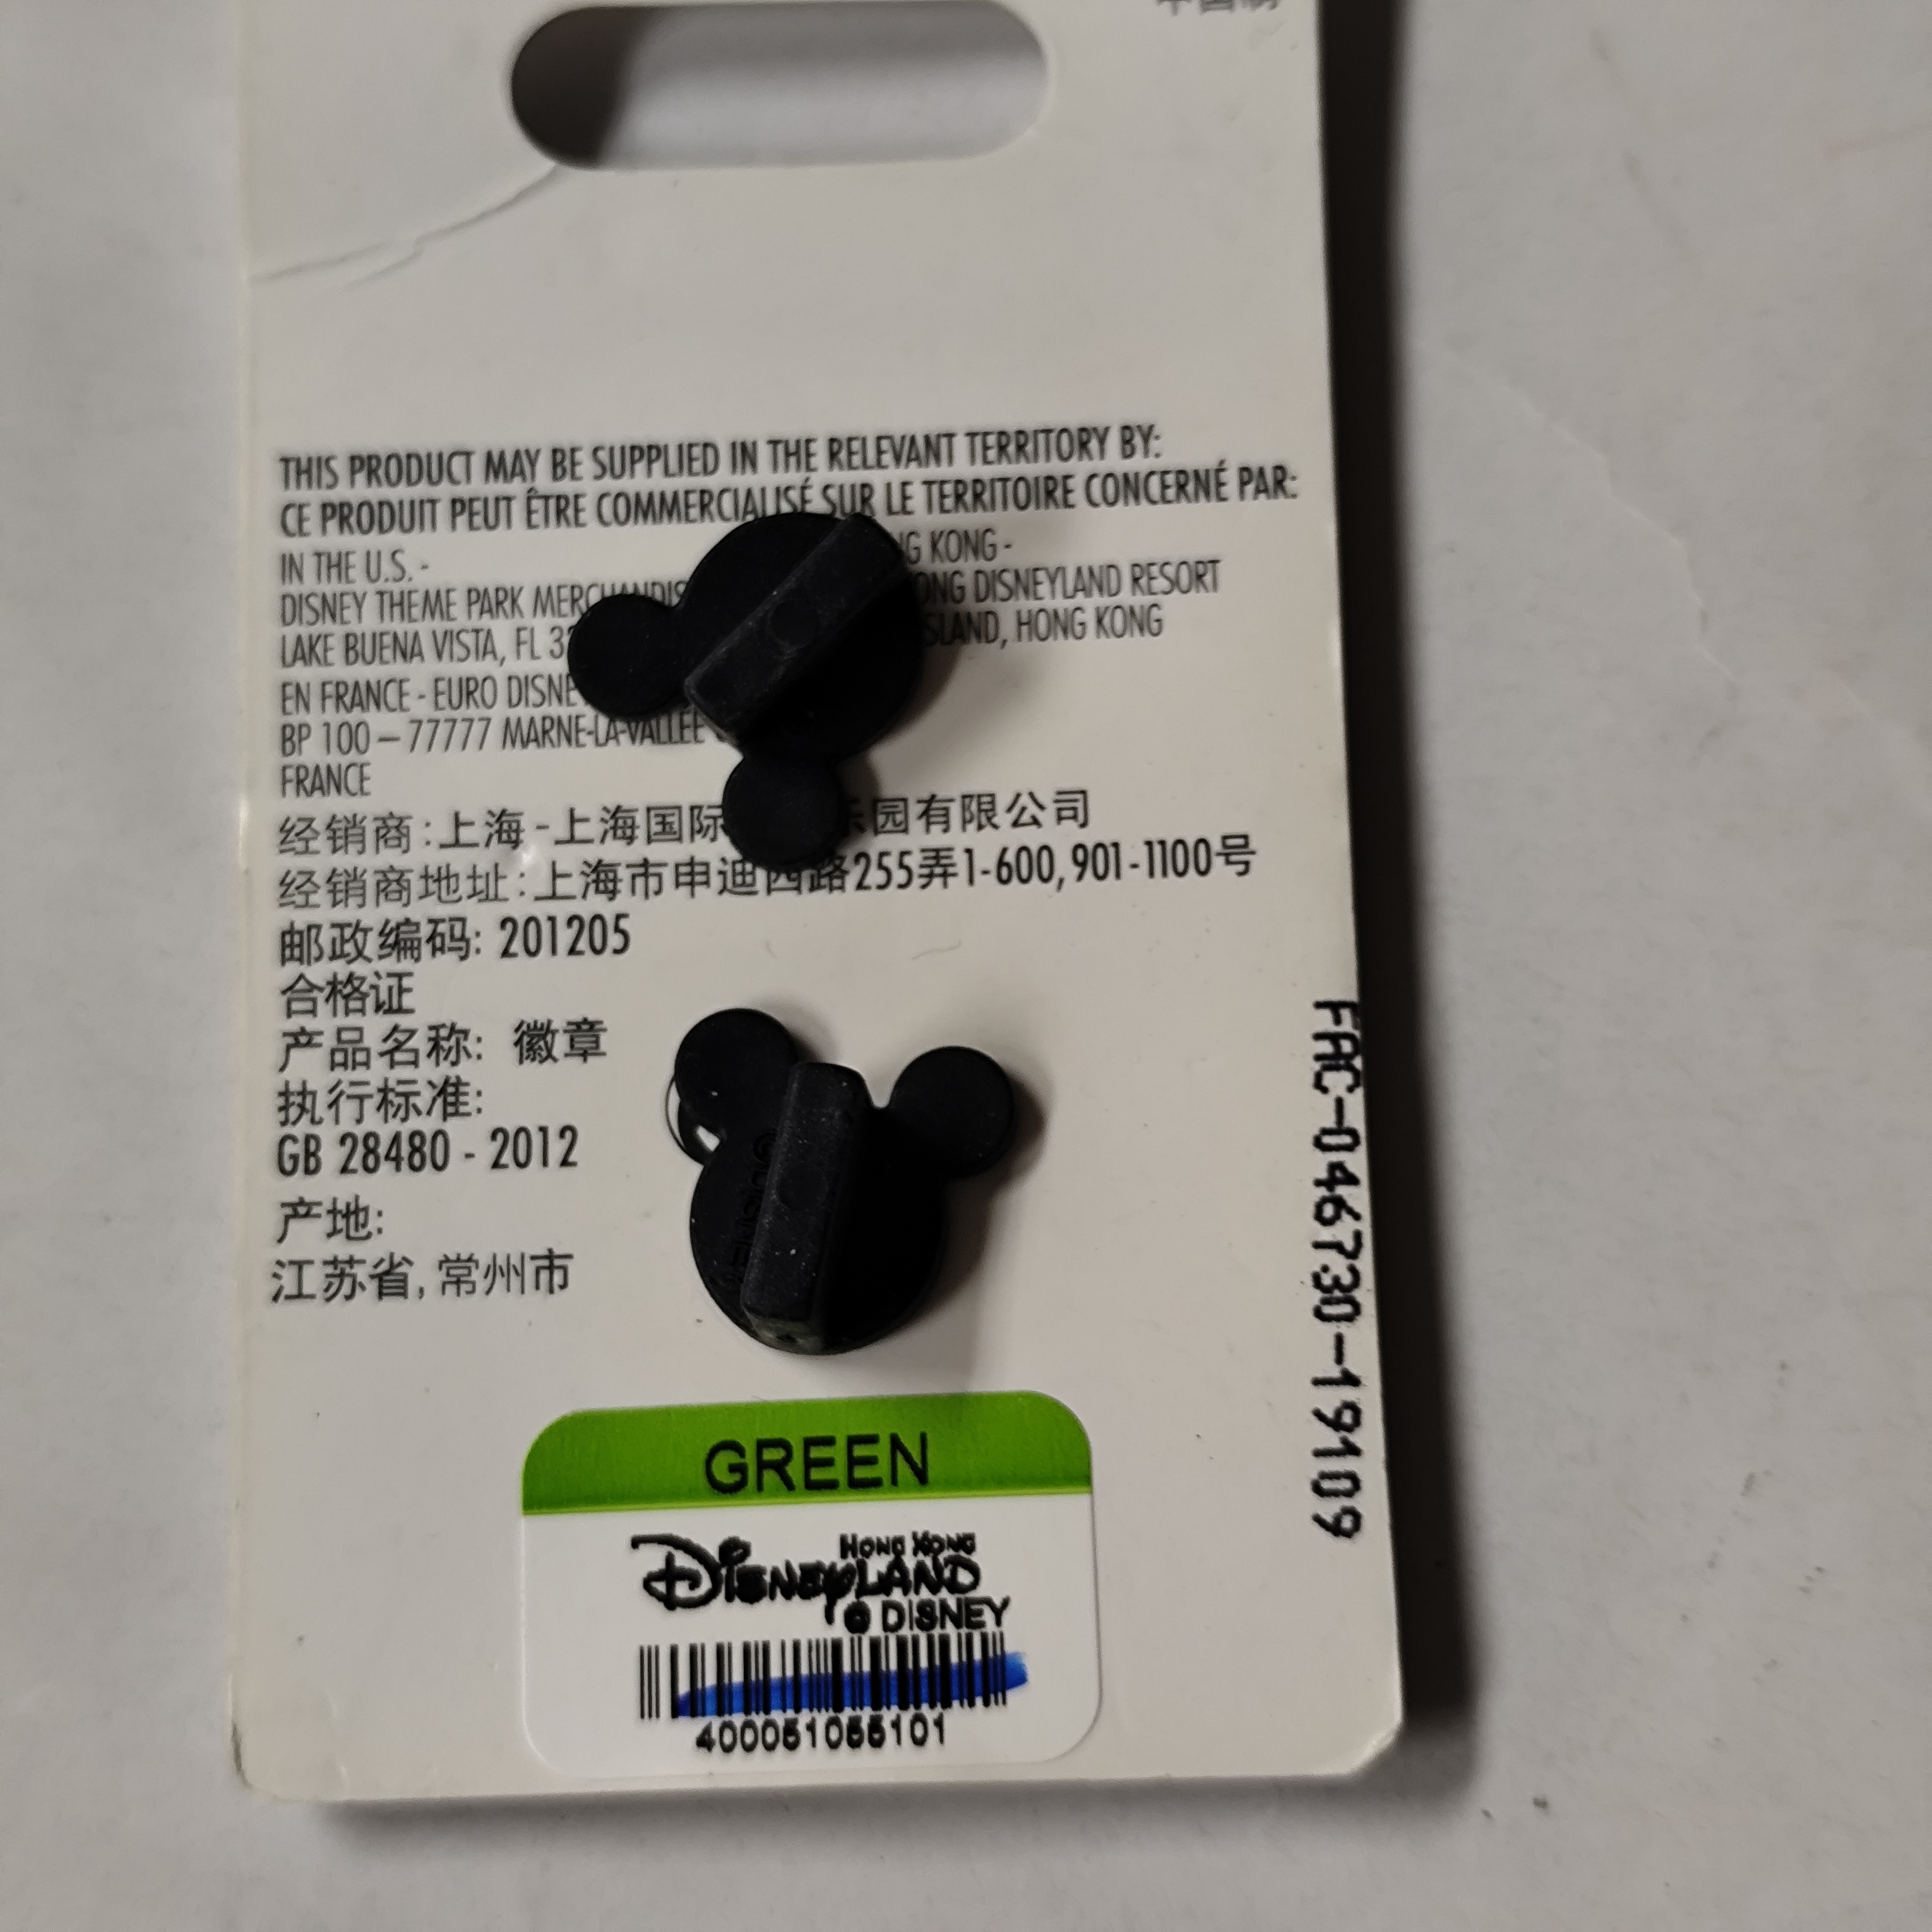 THIS PRODUCT MAY BE SUPPLIED IN THE RELEVANT TERRITORY BY:
CE PRODUIT PEUT ÊTRE COMMERCIALISÉ SUR LE TERRITOIRE CONCERNÉ PAR:
IN THE U.S. - KONG -
DISNEY THEME PARK DISNEYLAND RESORT
LAKE BUENA VISTA, FL HONG KONG
EN FRANCE - EURO
BP 100 – 77777 MARNE-LA-VALLÉE
FRANCE
经销商:上海-上海国际 乐园有限公司
经销商地址:上海市申迪西路255弄1-600,901-1100号
邮政编码: 201205
合格证
产品名称: 徽章
执行标准:
GB 28480 - 2012
产地:
江苏省, 常州市
FAC-046730-19109
GREEN
HONG KONG
DISNEYLAND
© DISNEY
400051055101